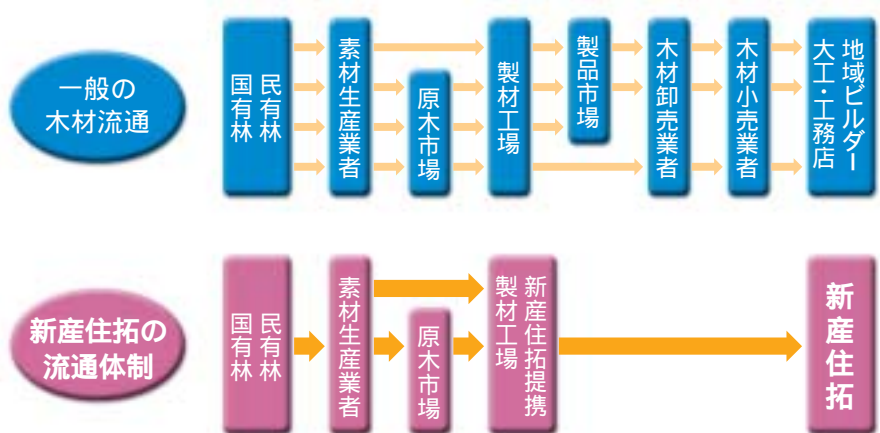 一般の
木材流通
民有林
国有林
素材生産業者
原木市場
製材工場
製品市場
木材卸売業者
木材小売業者
地域ビルダー
大工・工務店
新産住拓の
流通体制
民有林
国有林
素材生産業者
原木市場
新産住拓提携
製材工場
新産住拓